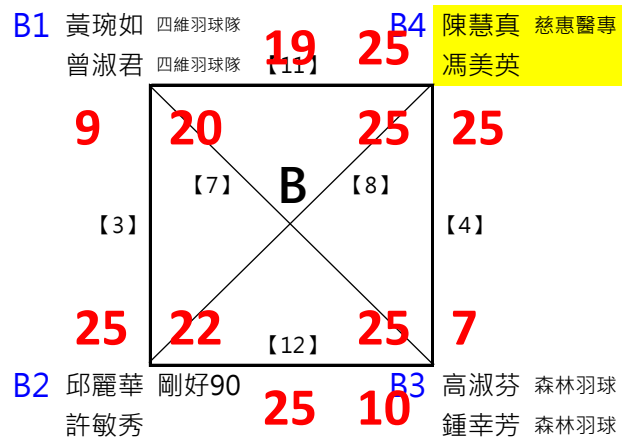 B1 黃琬如 四維羽球隊 19 25 B4 陳慧真 慈惠醫專
曾淑君 四維羽球隊 【11】 馮美英
9 20 25 25
【7】 B 【8】
【3】 【4】
25 22 25 7
【12】
B2 邱麗華 剛好90 25 10 B3 高淑芬 森林羽球
許敏秀 鍾幸芳 森林羽球